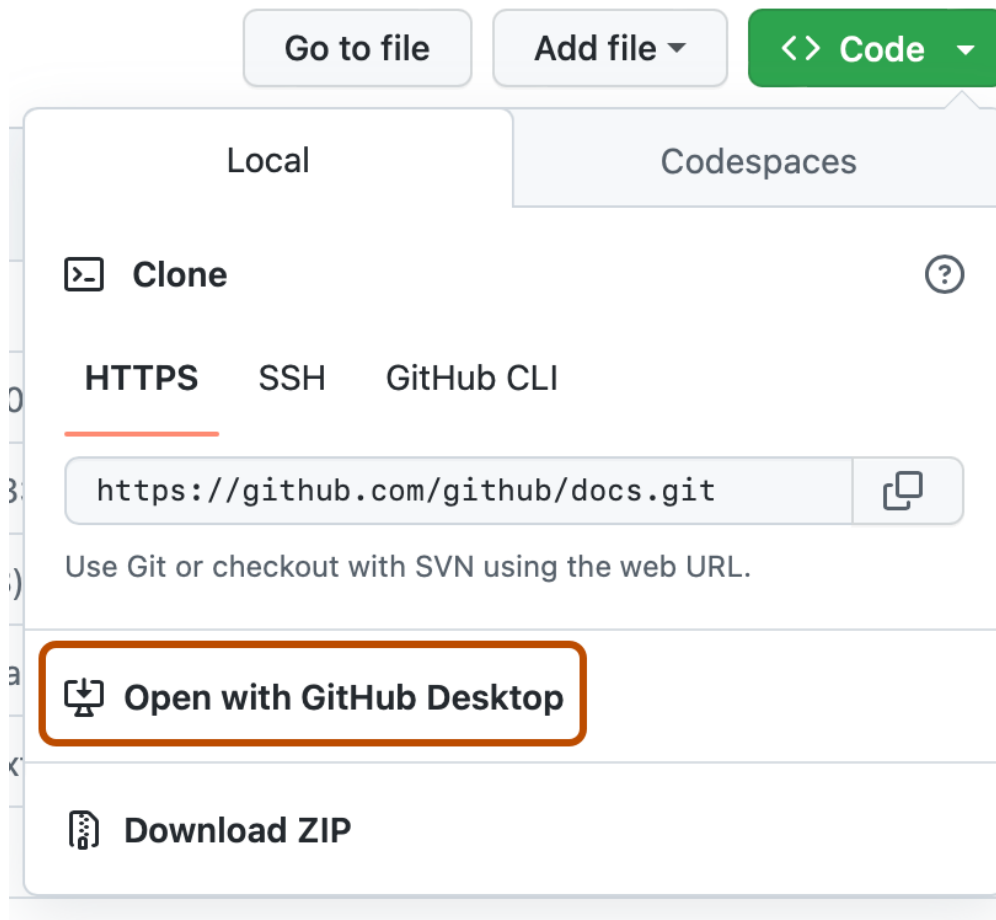 Go to file Add file <> Code
Local Codespaces
Clone
HTTPS SSH GitHub CLI
https://github.com/github/docs.git
Use Git or checkout with SVN using the web URL.
Open with GitHub Desktop
Download ZIP